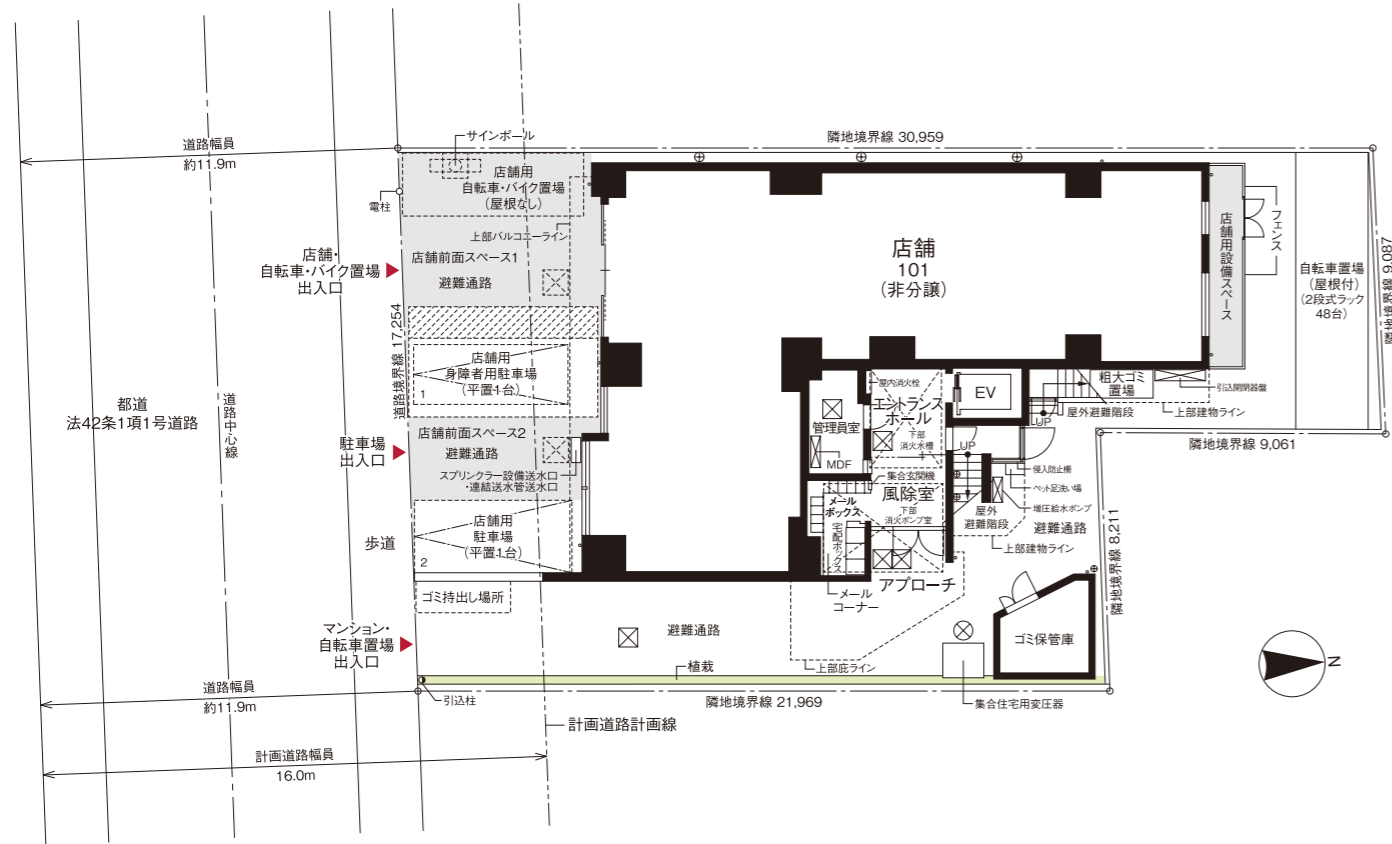 道路幅員
約11.9m
サインポール
隣地境界線 30,959
店舗用
自転車・バイク置場
(屋根なし)
電柱
上部バルコニーライン
店舗・
自転車・バイク置場
出入口
店舗前面スペース1
避難通路
店舗
101
(非分譲)
店舗用設備スペース
フェンス
自転車置場
(屋根付)
(2段式ラック
48台)
隣地境界線 9,087
道路境界線 17,254
都道
法42条1項1号道路
道路中心線
店舗用
身障者用駐車場
(平置1台)
1
駐車場
出入口
店舗前面スペース2
避難通路
スプリンクラー設備送水口
・連結送水管送水口
歩道
店舗用
駐車場
(平置1台)
2
屋内消火栓
エントランス
ホール
下部
消火水槽
管理員室
MDF
EV
UP
UP
粗大ゴミ
置場
引込開閉器盤
屋外避難階段
上部建物ライン
隣地境界線 9,061
集合玄関機
メール
ボックス
風除室
下部
消火ポンプ室
宅配ボックス
侵入防止柵
ペット足洗い場
増圧給水ポンプ
屋外
避難階段
避難通路
上部建物ライン
隣地境界線 8,211
アプローチ
メール
コーナー
ゴミ持出し場所
マンション・
自転車置場
出入口
避難通路
ゴミ保管庫
上部庇ライン
植栽
N
道路幅員
約11.9m
引込柱
隣地境界線 21,969
集合住宅用変圧器
計画道路計画線
計画道路幅員
16.0m